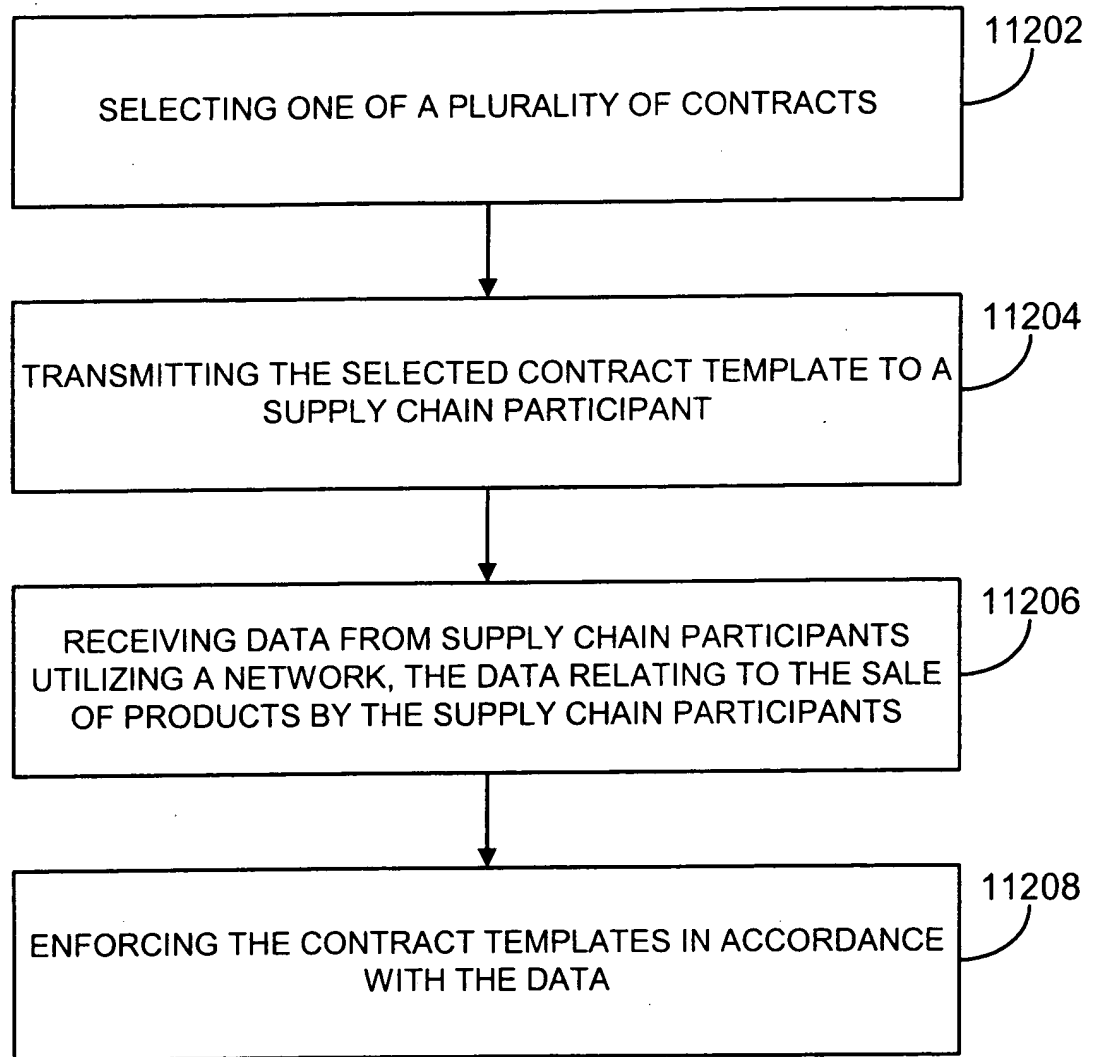 11202
SELECTING ONE OF A PLURALITY OF CONTRACTS
11204
TRANSMITTING THE SELECTED CONTRACT TEMPLATE TO A
SUPPLY CHAIN PARTICIPANT
11206
RECEIVING DATA FROM SUPPLY CHAIN PARTICIPANTS
UTILIZING A NETWORK, THE DATA RELATING TO THE SALE
OF PRODUCTS BY THE SUPPLY CHAIN PARTICIPANTS
11208
ENFORCING THE CONTRACT TEMPLATES IN ACCORDANCE
WITH THE DATA